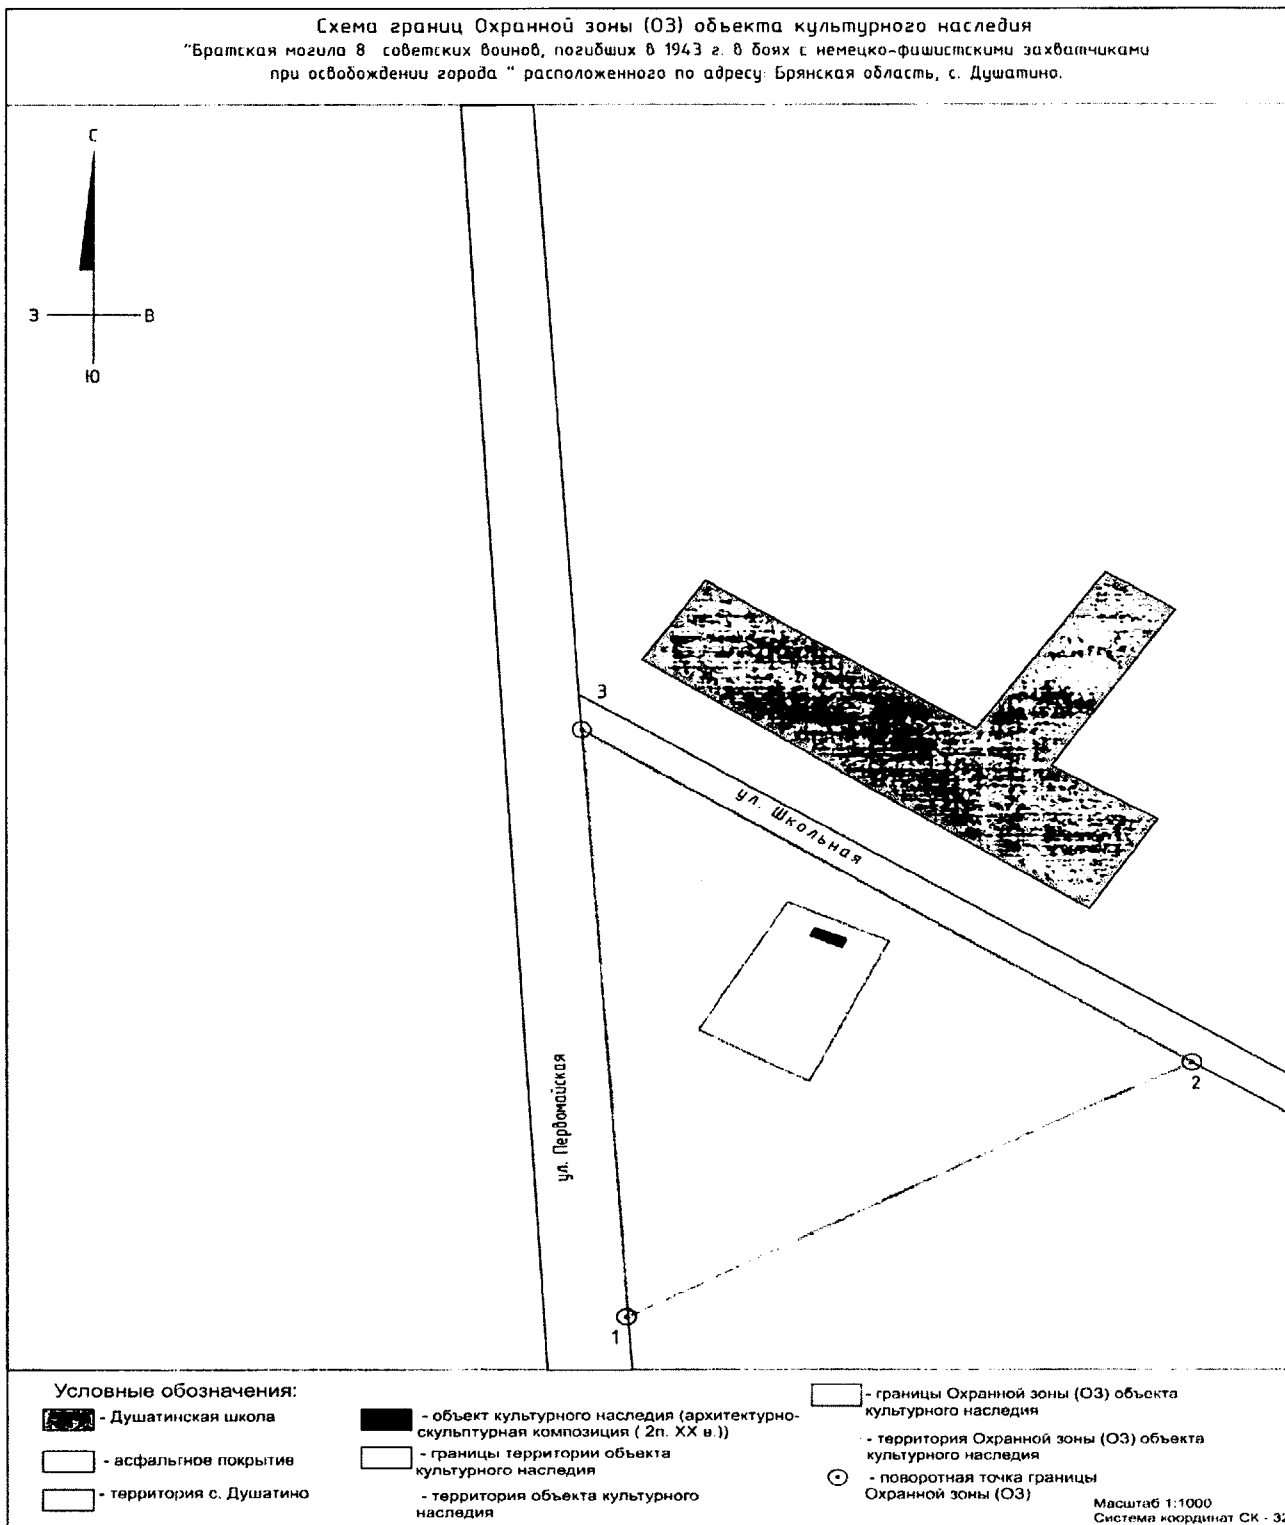 Схема границ Охранной зоны (ОЗ) объекта культурного наследия
"Братская могила 8 советских воинов, погибших в 1943 г. в боях с немецко-фашистскими захватчиками
при освобождении города " расположенного по адресу: Брянская область, с. Душатино.
С
З
В
Ю
3
ул. Школьная
2
ул. Первомайская
1
Условные обозначения:
- Душатинская школа
- асфальтное покрытие
- территория с. Душатино
- объект культурного наследия (архитектурно-
скульптурная композиция ( 2п. XX в.))
- границы территории объекта
культурного наследия
- территория объекта культурного
наследия
- границы Охранной зоны (ОЗ) объекта
культурного наследия
- территория Охранной зоны (ОЗ) объекта
культурного наследия
- поворотная точка границы
Охранной зоны (ОЗ)
Масштаб 1:1000
Система координат СК - 32